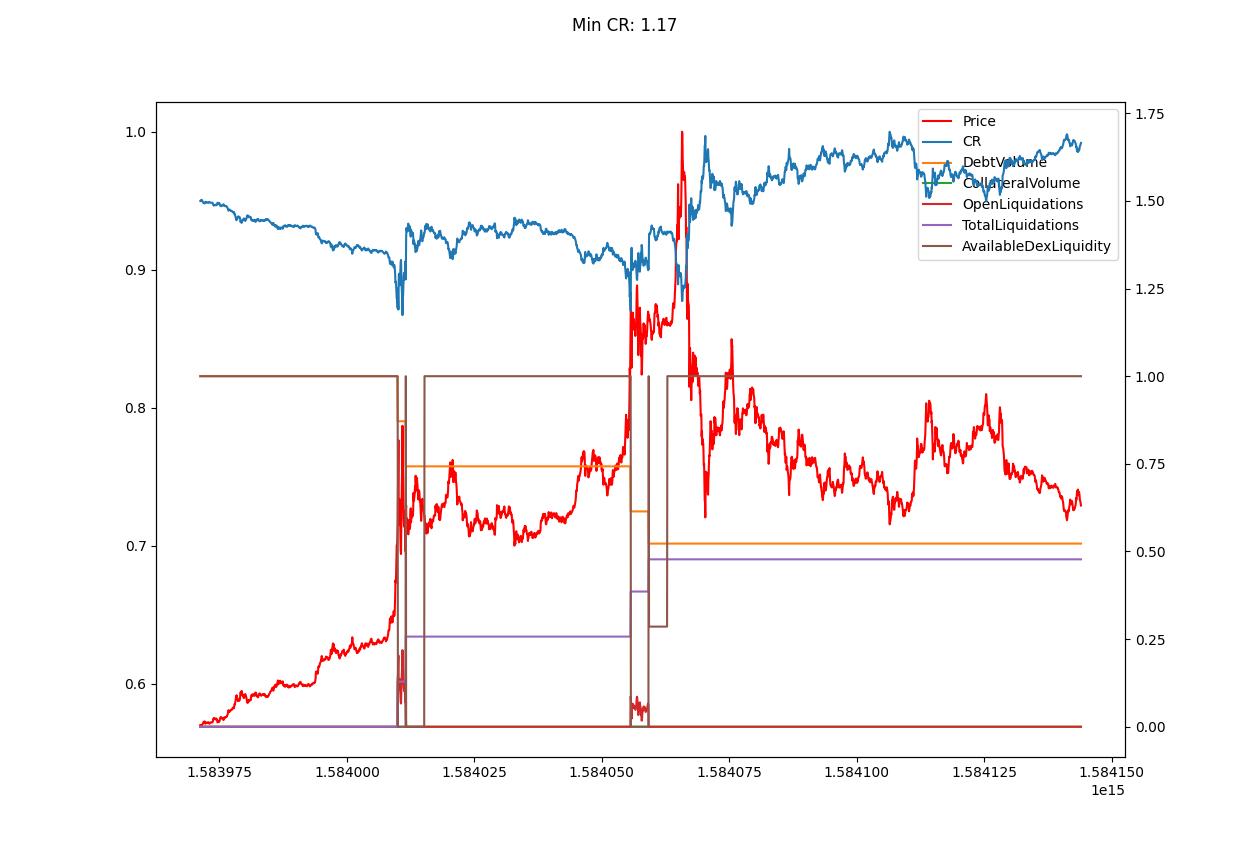 Min CR: 1.17
1.0
0.9
0.8
0.7
0.6
1.75
1.50
1.25
1.00
0.75
0.50
0.25
0.00
Price
CR
DebtVolume
CollateralVolume
OpenLiquidations
TotalLiquidations
AvailableDexLiquidity
1.583975 1.584000 1.584025 1.584050 1.584075 1.584100 1.584125 1.584150
1e15